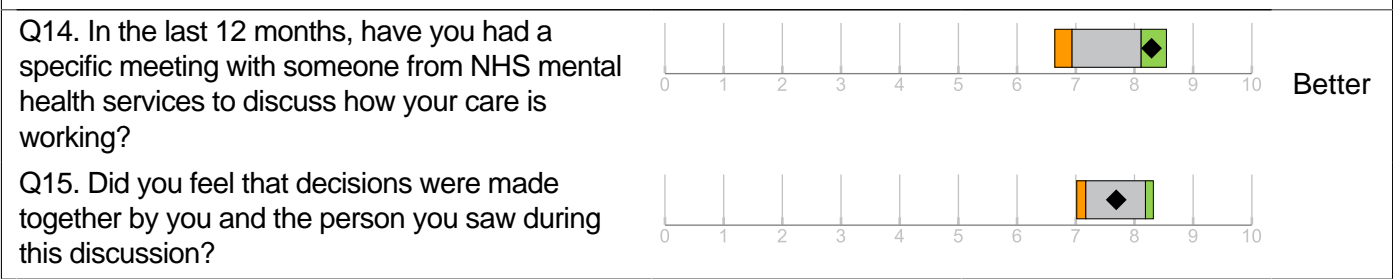 Q14. In the last 12 months, have you had a
specific meeting with someone from NHS mental
health services to discuss how your care is
working?
0 1 2 3 4 5 6 7 8 9 10
Better
Q15. Did you feel that decisions were made
together by you and the person you saw during
this discussion?
0 1 2 3 4 5 6 7 8 9 10